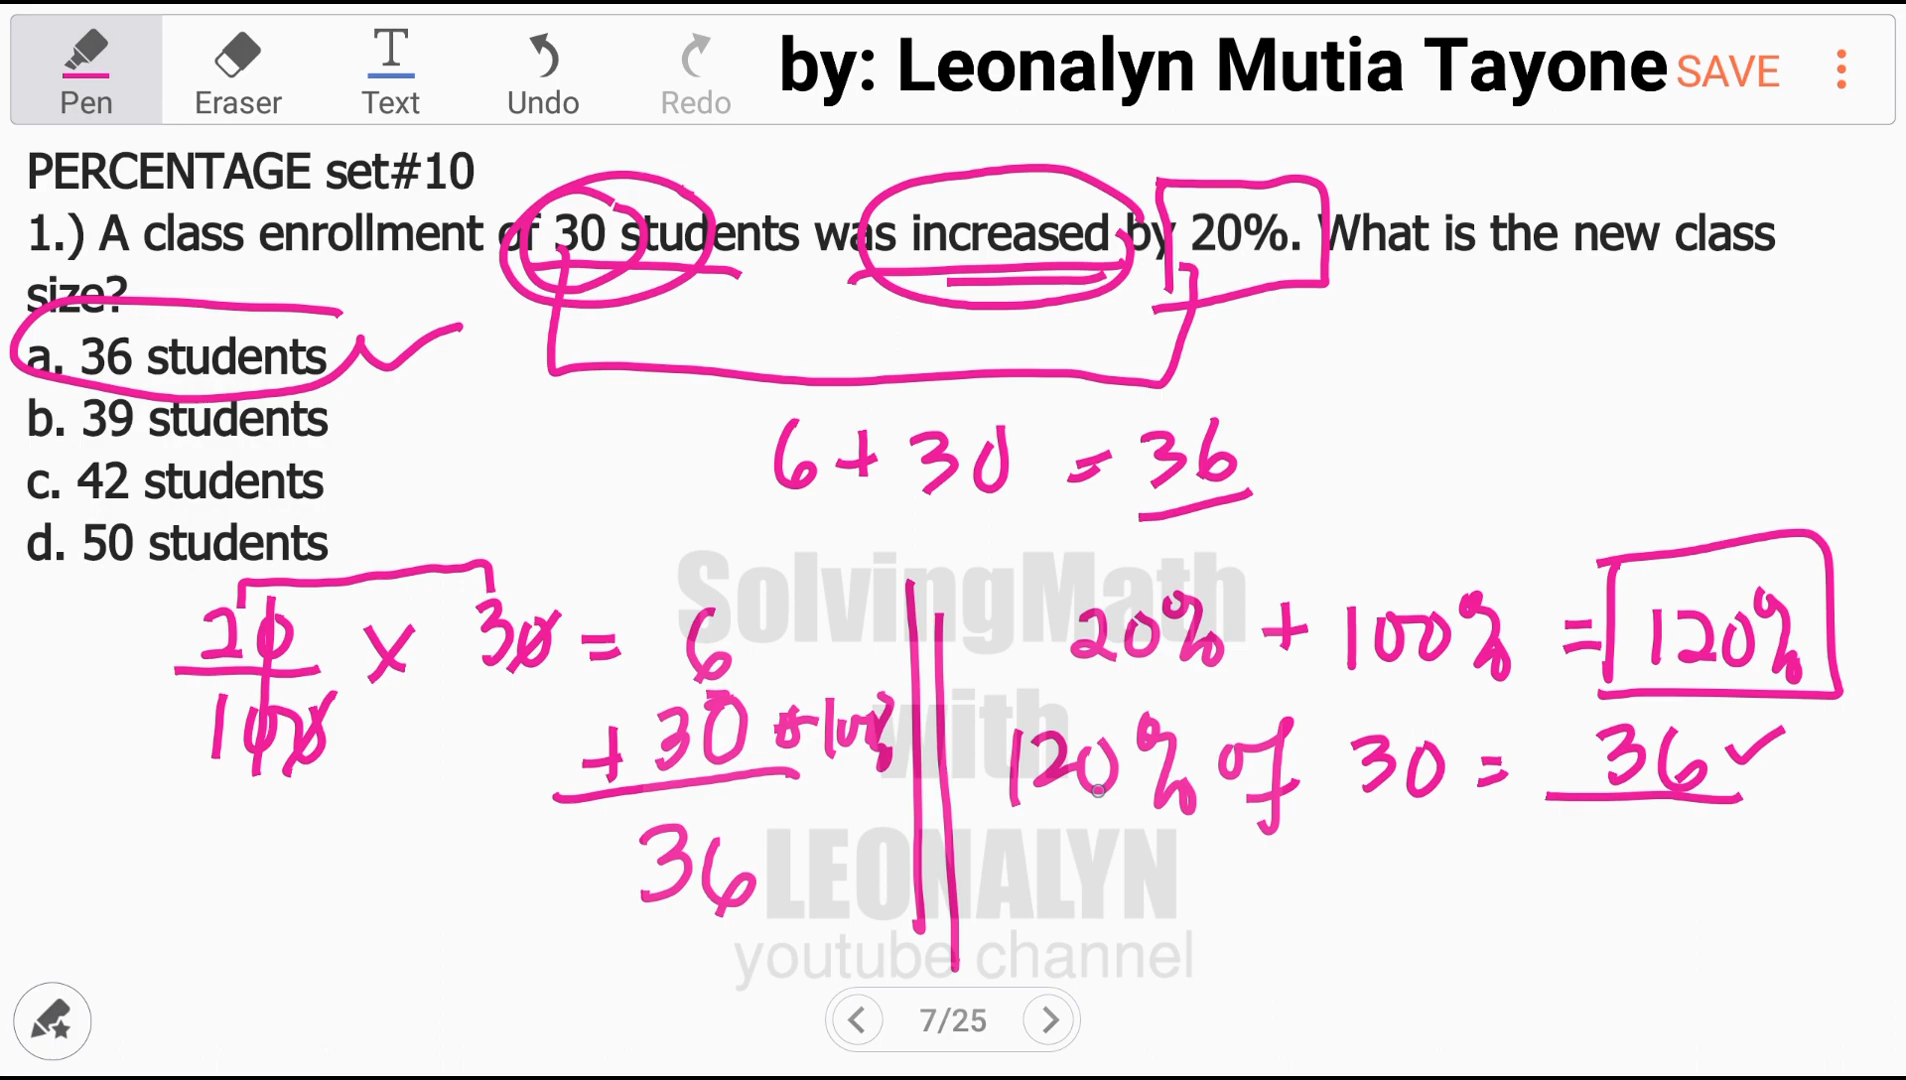 Pen
Eraser
Text
Undo
Redo
by: Leonalyn Mutia Tayone
SAVE
PERCENTAGE set#10
1.) A class enrollment of 30 students was increased by 20%. What is the new class
size?
a. 36 students
b. 39 students
c. 42 students
d. 50 students
6 + 30 = 36
20/100 x 30 = 6
+ 30
36
20% + 100% = 120%
120% of 30 = 36
SolvingMath
with
LEONALYN
youtube channel
7/25